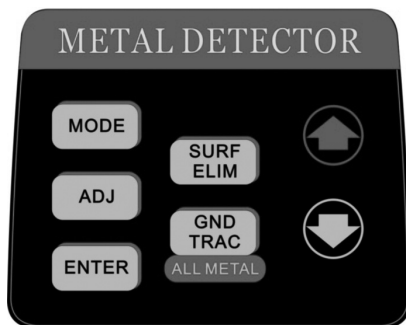 METAL DETECTOR
MODE
SURF
ELIM
ADJ
GND
TRAC
ENTER
ALL METAL